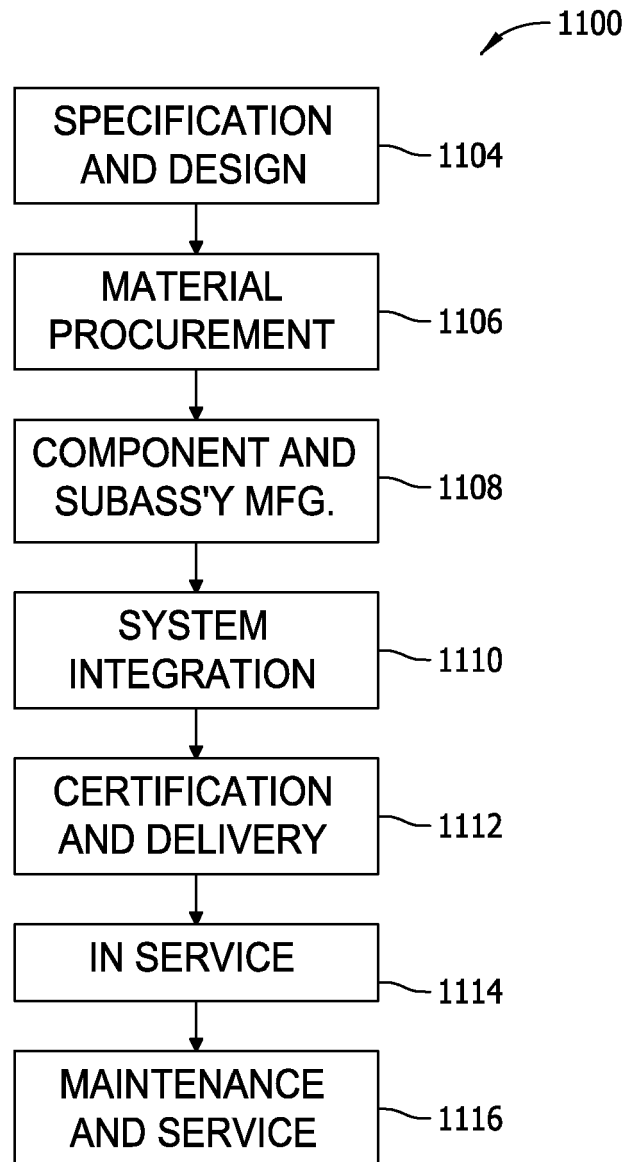 1100
SPECIFICATION
AND DESIGN
1104
MATERIAL
PROCUREMENT
1106
COMPONENT AND
SUBASS'Y MFG.
1108
SYSTEM
INTEGRATION
1110
CERTIFICATION
AND DELIVERY
1112
IN SERVICE
1114
MAINTENANCE
AND SERVICE
1116